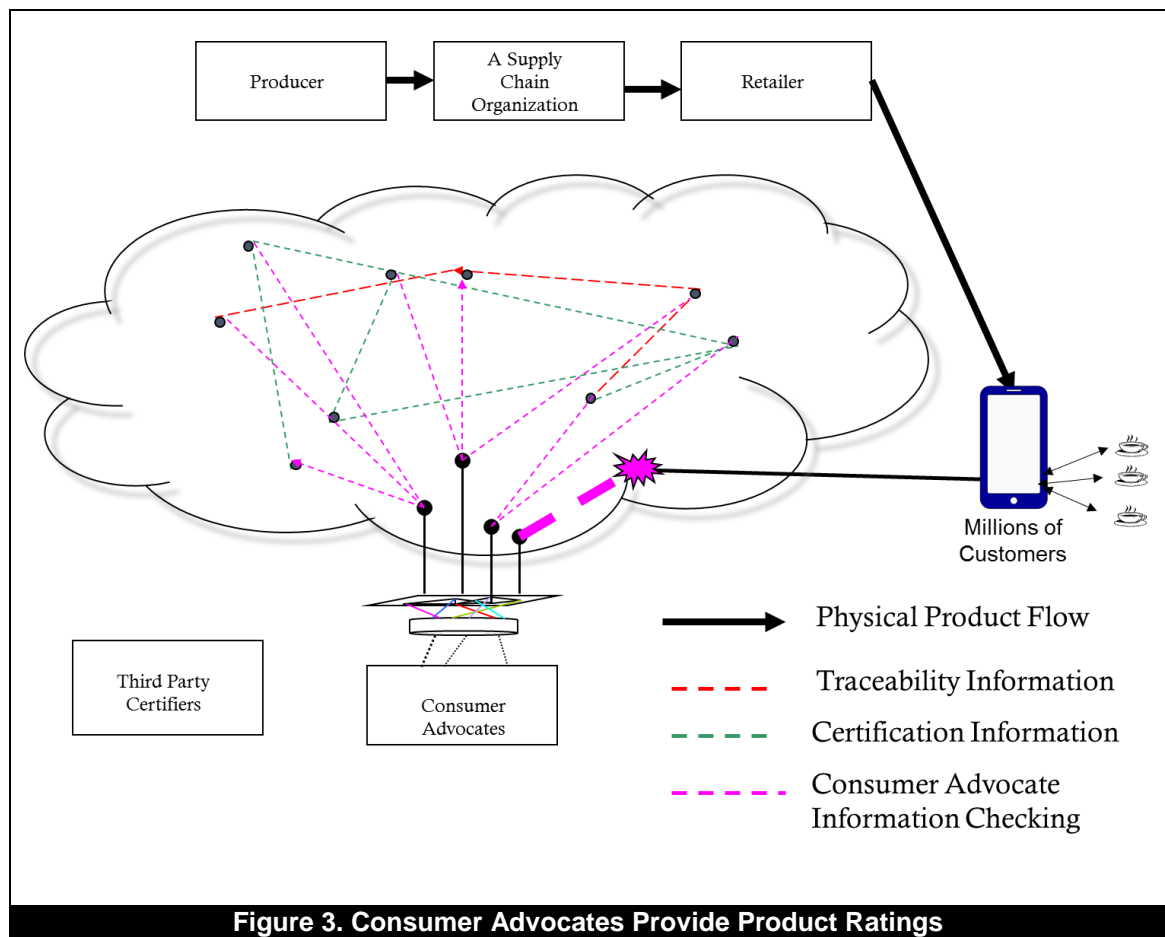 Producer
A Supply
Chain
Organization
Retailer
Millions of
Customers
Third Party
Certifiers
Consumer
Advocates
Physical Product Flow
Traceability Information
Certification Information
Consumer Advocate
Information Checking
Figure 3. Consumer Advocates Provide Product Ratings